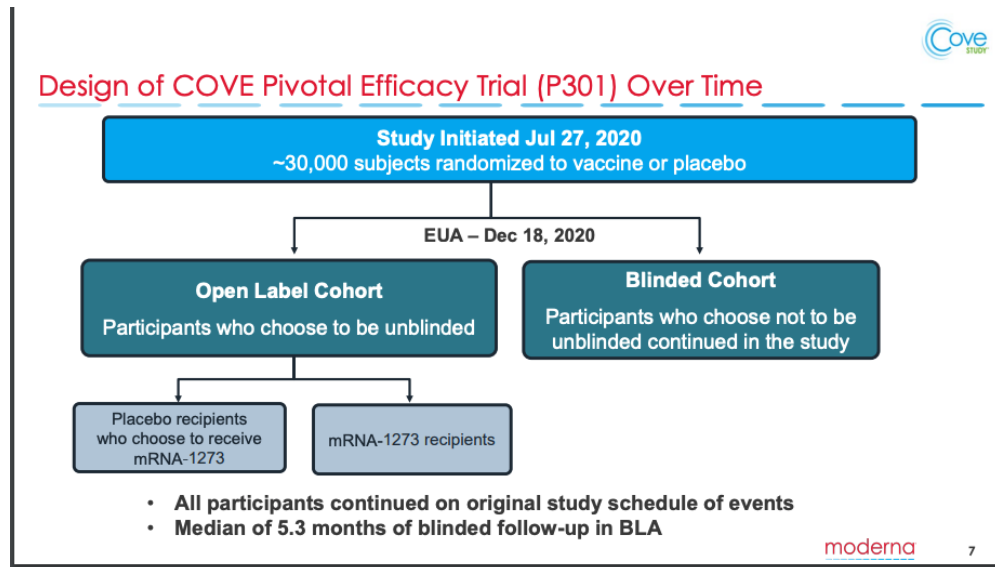 Cove
STUDY
Design of COVE Pivotal Efficacy Trial (P301) Over Time
Study Initiated Jul 27, 2020
~30,000 subjects randomized to vaccine or placebo
EUA – Dec 18, 2020
Open Label Cohort
Participants who choose to be unblinded
Blinded Cohort
Participants who choose not to be
unblinded continued in the study
Placebo recipients
who choose to receive
mRNA-1273
mRNA-1273 recipients
• All participants continued on original study schedule of events
• Median of 5.3 months of blinded follow-up in BLA
moderna
7